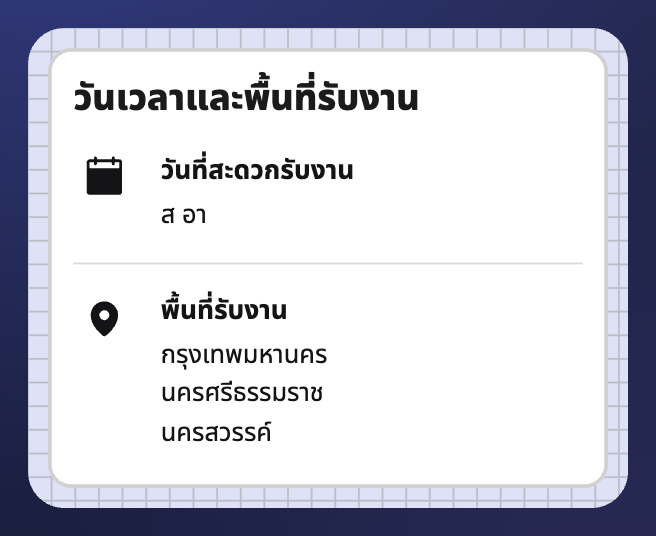 วันเวลาและพื้นที่รับงาน
วันที่สะดวกรับงาน
ส อา
พื้นที่รับงาน
กรุงเทพมหานคร
นครศรีธรรมราช
นครสวรรค์